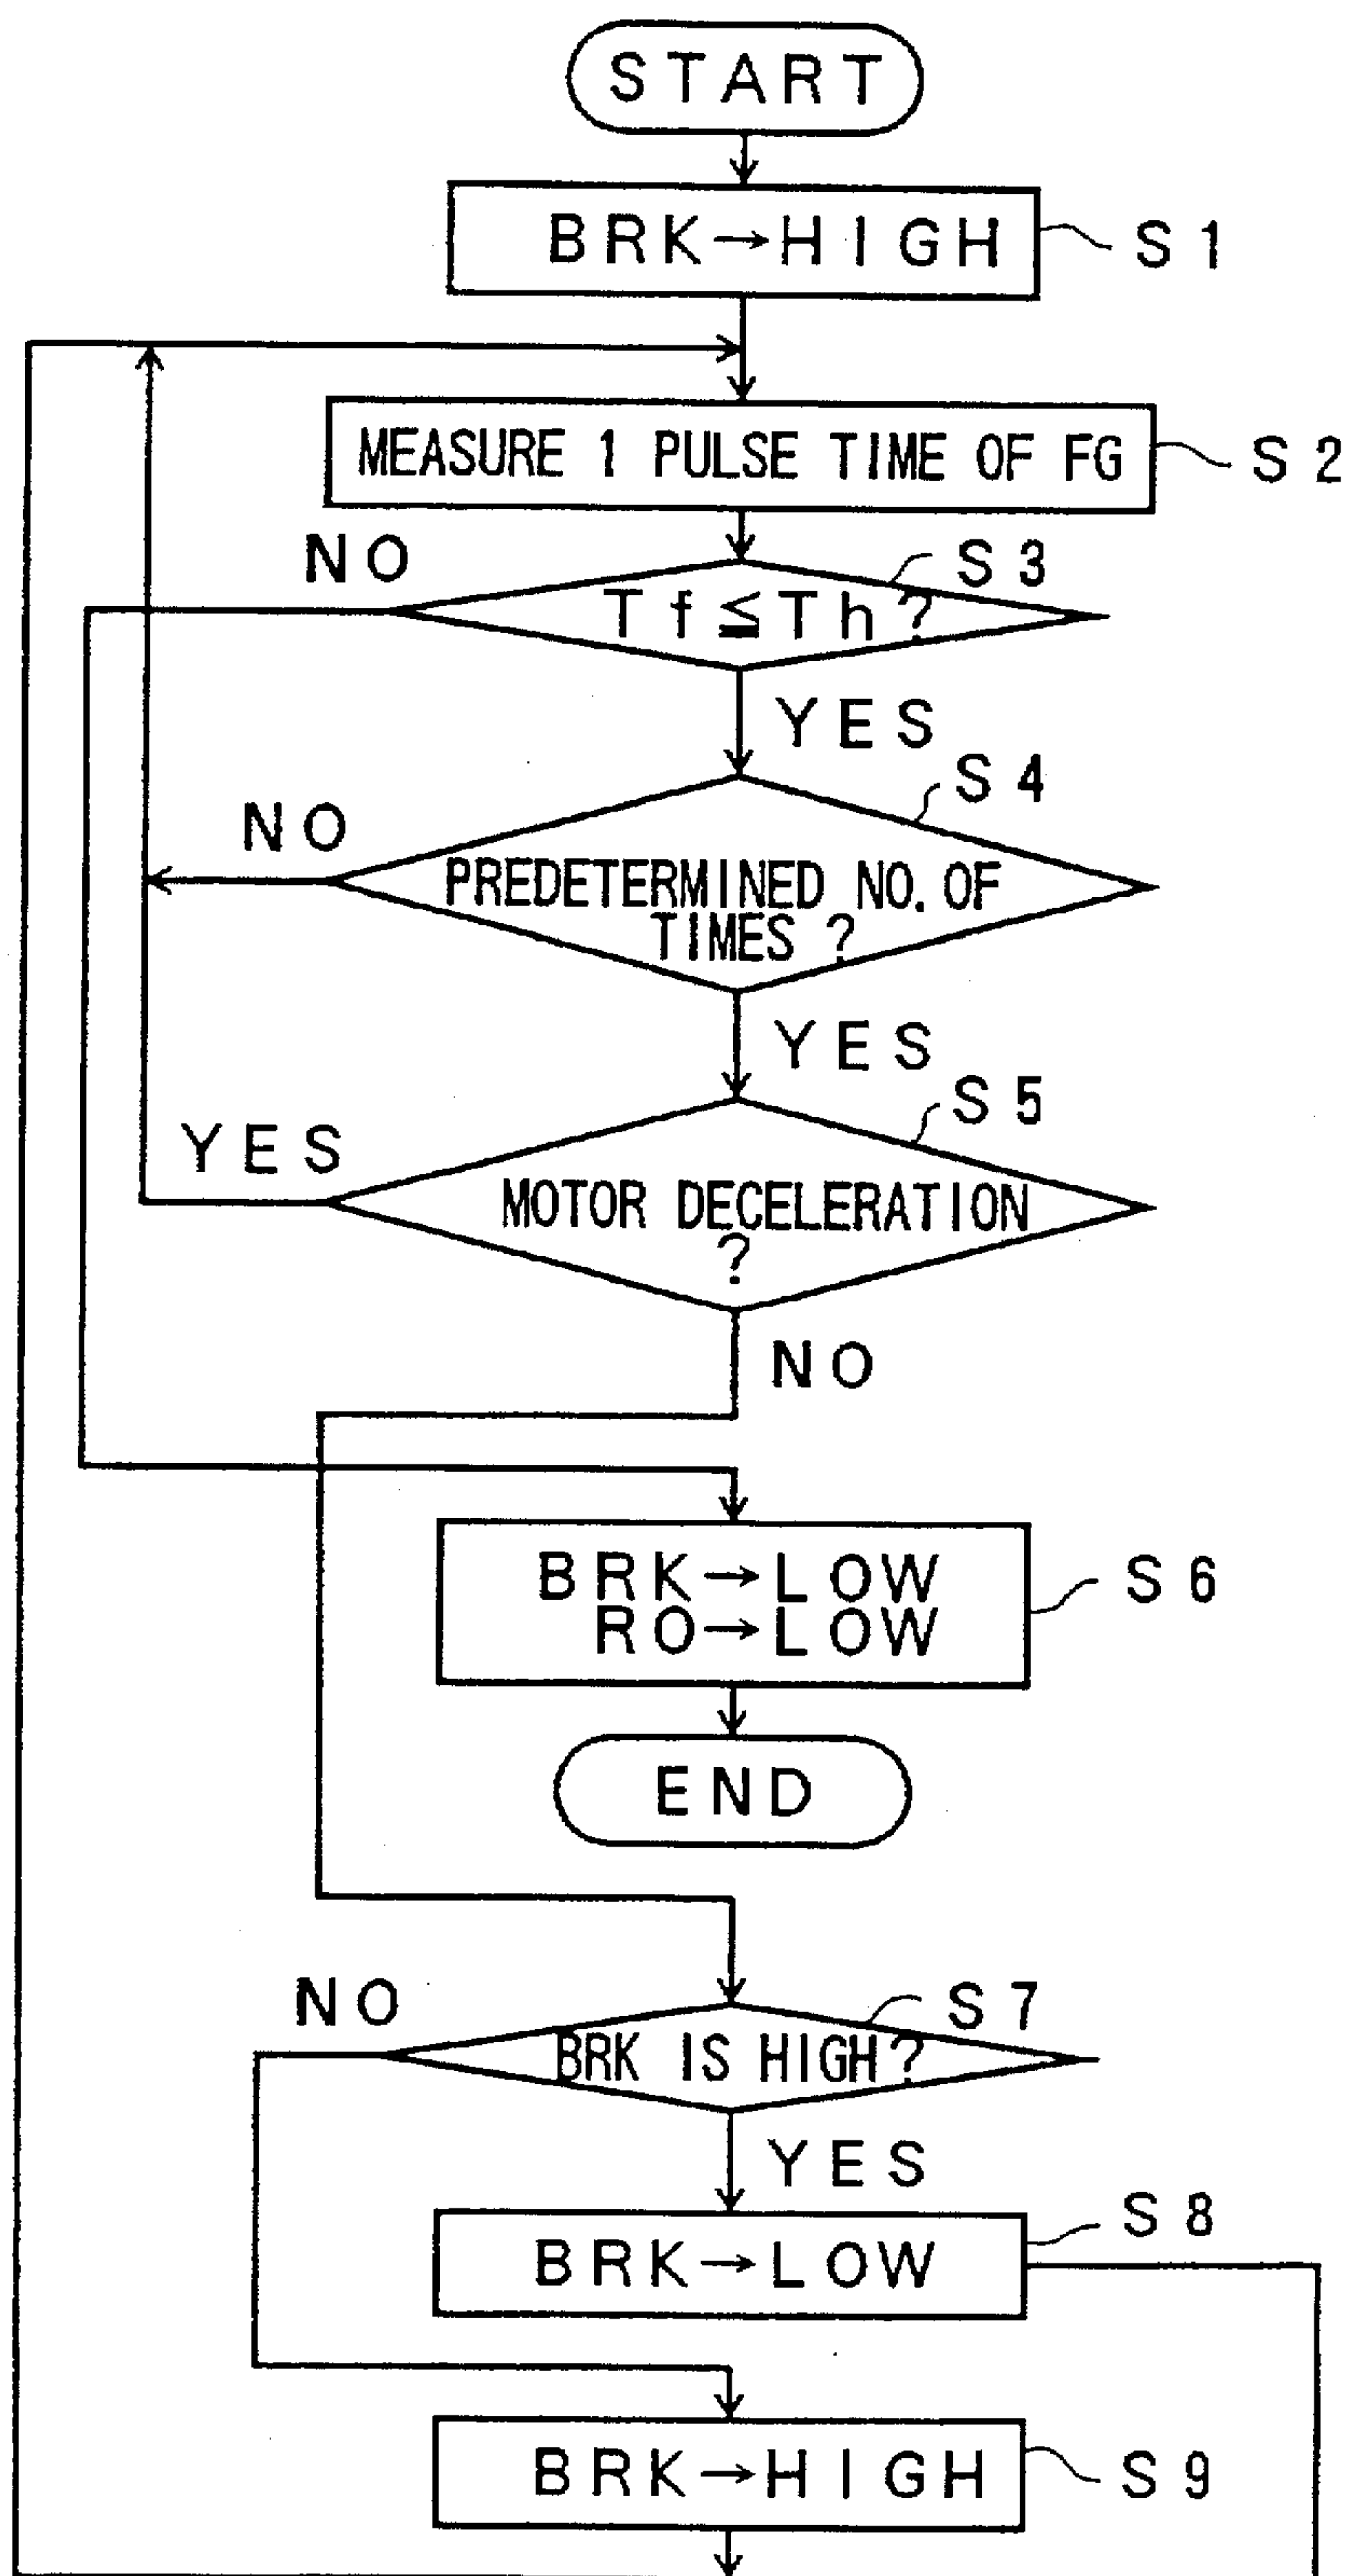 START
BRK→HIGH
S1
MEASURE 1 PULSE TIME OF FG
S2
NO
S3
Tf≦Th?
YES
S4
NO
PREDETERMINED NO. OF
TIMES ?
YES
S5
YES
MOTOR DECELERATION
?
NO
BRK→LOW
RO→LOW
S6
END
NO
S7
BRK IS HIGH?
YES
S8
BRK→LOW
BRK→HIGH
S9